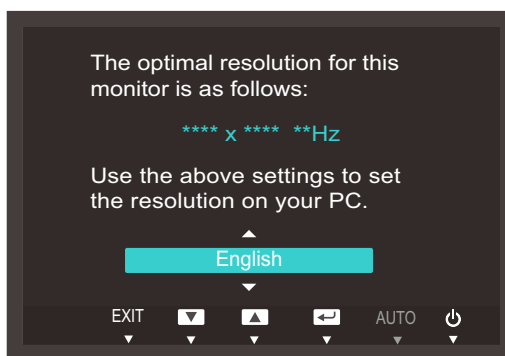 The optimal resolution for this
monitor is as follows:
**** x **** **Hz
Use the above settings to set
the resolution on your PC.
English
EXIT AUTO